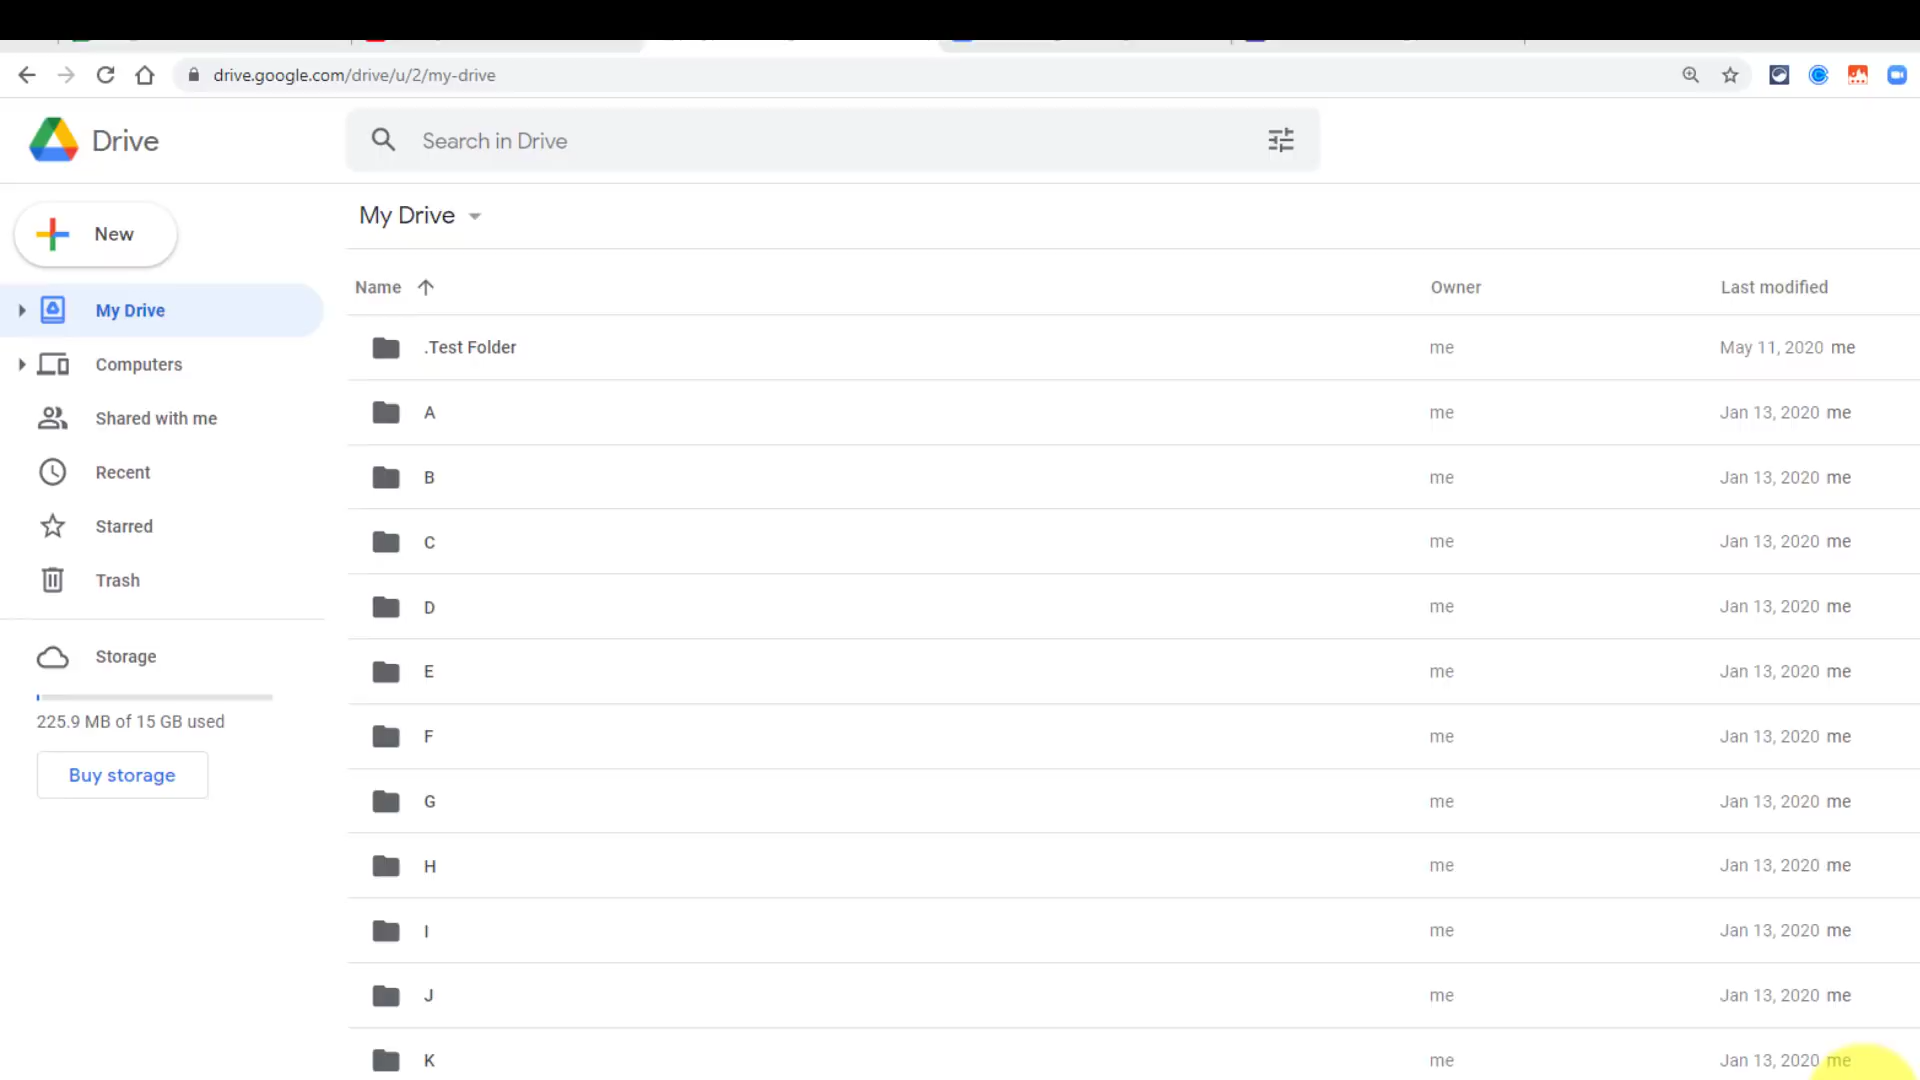 drive.google.com/drive/u/2/my-drive
Drive
Search in Drive
New
My Drive
Computers
Shared with me
Recent
Starred
Trash
Storage
225.9 MB of 15 GB used
Buy storage
My Drive
Name Owner Last modified
.Test Folder me May 11, 2020 me
A me Jan 13, 2020 me
B me Jan 13, 2020 me
C me Jan 13, 2020 me
D me Jan 13, 2020 me
E me Jan 13, 2020 me
F me Jan 13, 2020 me
G me Jan 13, 2020 me
H me Jan 13, 2020 me
I me Jan 13, 2020 me
J me Jan 13, 2020 me
K me Jan 13, 2020 me